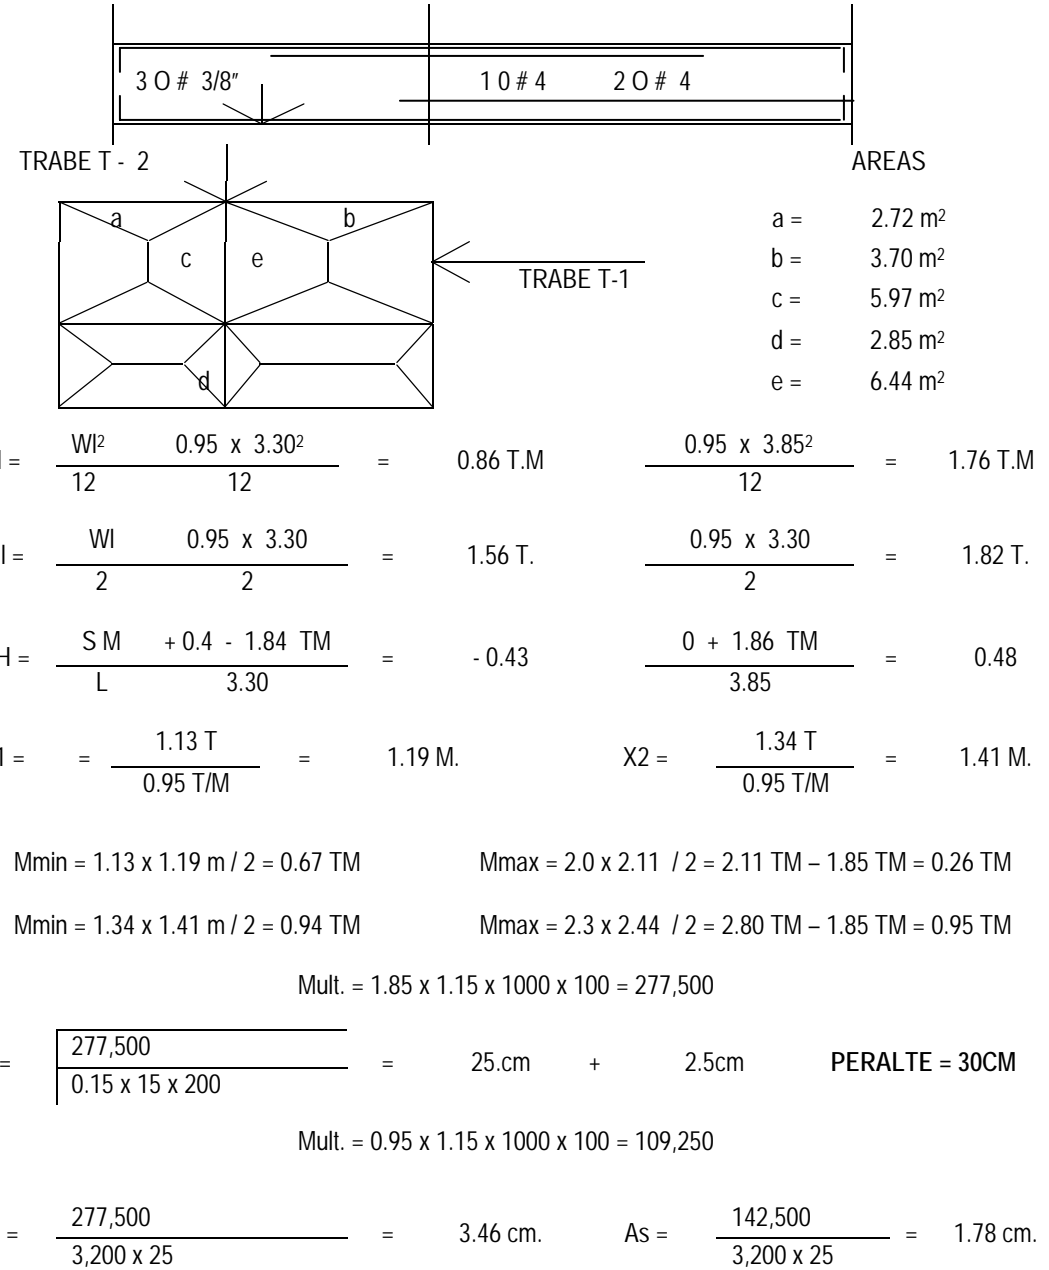 3 O # 3/8″ 1 0 # 4 2 O # 4
TRABE T - 2 AREAS
a b a = 2.72 m²
c e b = 3.70 m²
TRABE T-1
c = 5.97 m²
d = 2.85 m²
d e = 6.44 m²
Wl² 0.95 x 3.30² 0.95 x 3.85²
= = 0.86 T.M = 1.76 T.M
12 12 12
Wl 0.95 x 3.30 0.95 x 3.30
= = 1.56 T. = 1.82 T.
2 2 2
S M + 0.4 - 1.84 TM 0 + 1.86 TM
H = = - 0.43 = 0.48
L 3.30 3.85
1.13 T 1.34 T
= = = 1.19 M. X2 = = 1.41 M.
0.95 T/M 0.95 T/M
Mmin = 1.13 x 1.19 m / 2 = 0.67 TM Mmax = 2.0 x 2.11 / 2 = 2.11 TM – 1.85 TM = 0.26 TM
Mmin = 1.34 x 1.41 m / 2 = 0.94 TM Mmax = 2.3 x 2.44 / 2 = 2.80 TM – 1.85 TM = 0.95 TM
Mult. = 1.85 x 1.15 x 1000 x 100 = 277,500
277,500
= = 25.cm + 2.5cm PERALTE = 30CM
0.15 x 15 x 200
Mult. = 0.95 x 1.15 x 1000 x 100 = 109,250
277,500 142,500
= = 3.46 cm. As = = 1.78 cm.
3,200 x 25 3,200 x 25